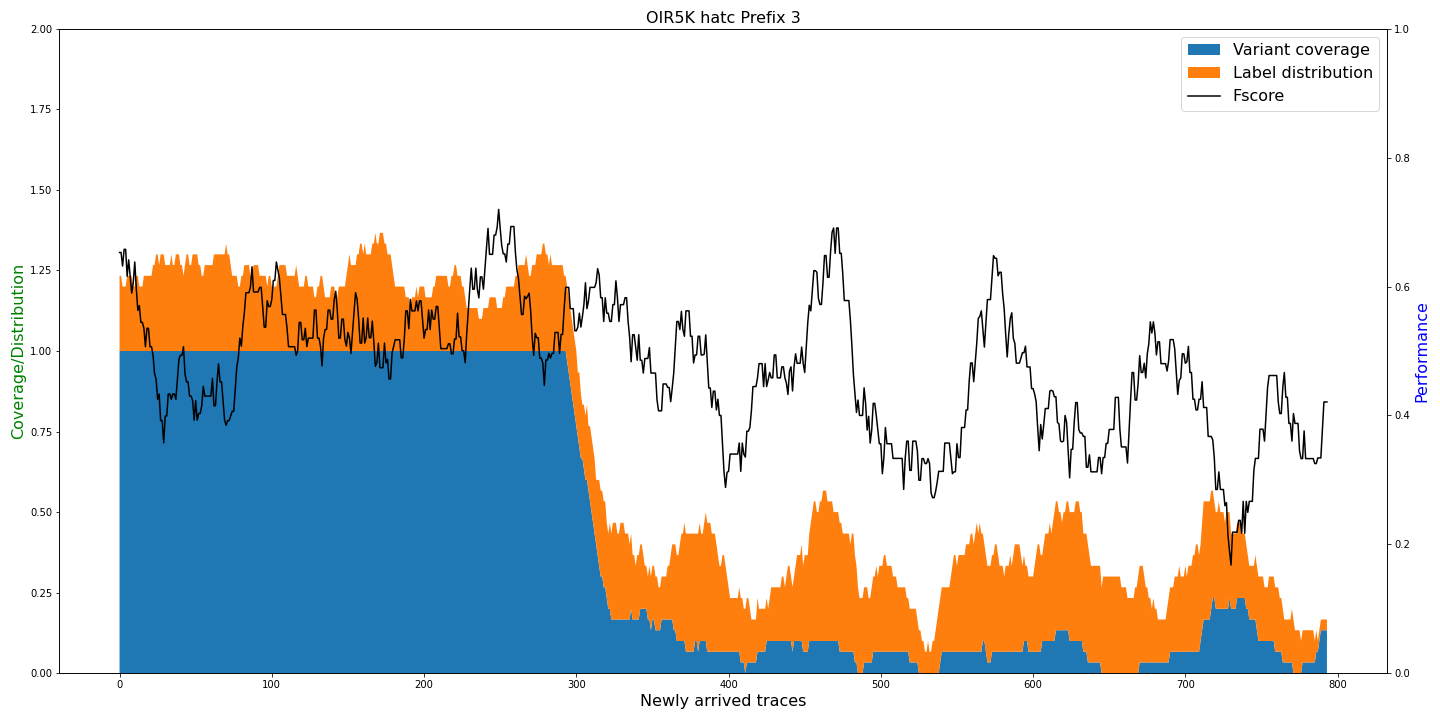 OIR5K hatc Prefix 3
Variant coverage
Label distribution
Fscore
Coverage/Distribution
2.00
1.75
1.50
1.25
1.00
0.75
0.50
0.25
0.00
1.0
0.8
0.6
0.4
0.2
0.0
Performance
0 100 200 300 400 500 600 700 800
Newly arrived traces